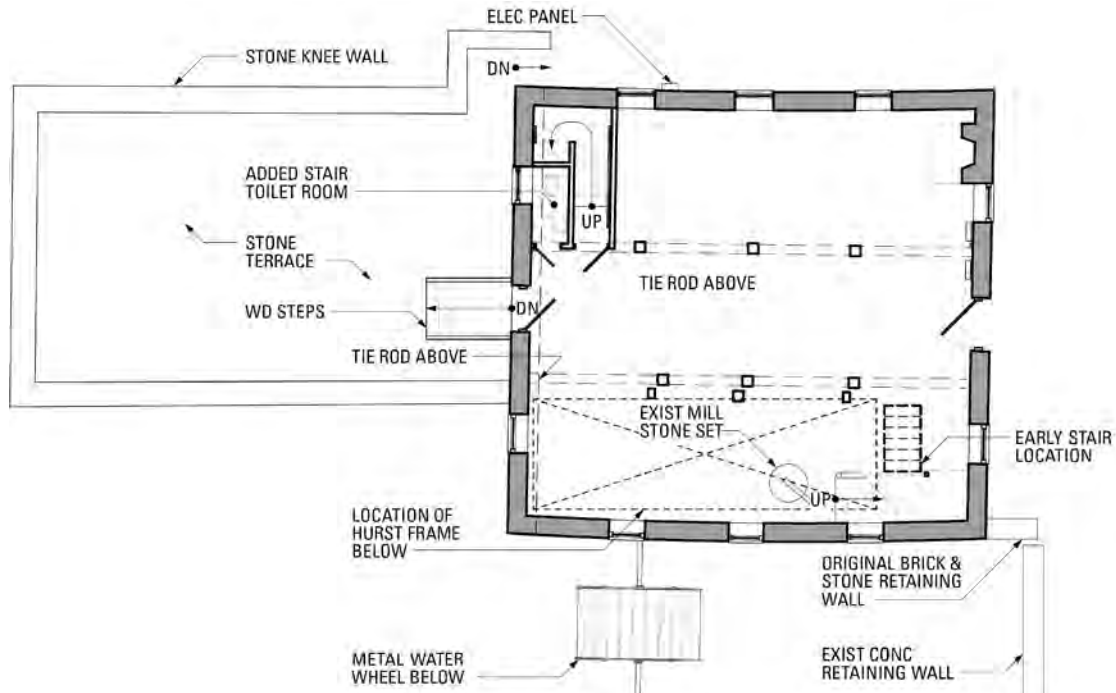 ELEC PANEL
STONE KNEE WALL
DN
ADDED STAIR
TOILET ROOM
UP
STONE
TERRACE
TIE ROD ABOVE
WD STEPS
DN
TIE ROD ABOVE
EXIST MILL
STONE SET
EARLY STAIR
LOCATION
UP
LOCATION OF
HURST FRAME
BELOW
ORIGINAL BRICK &
STONE RETAINING
WALL
METAL WATER
WHEEL BELOW
EXIST CONC
RETAINING WALL